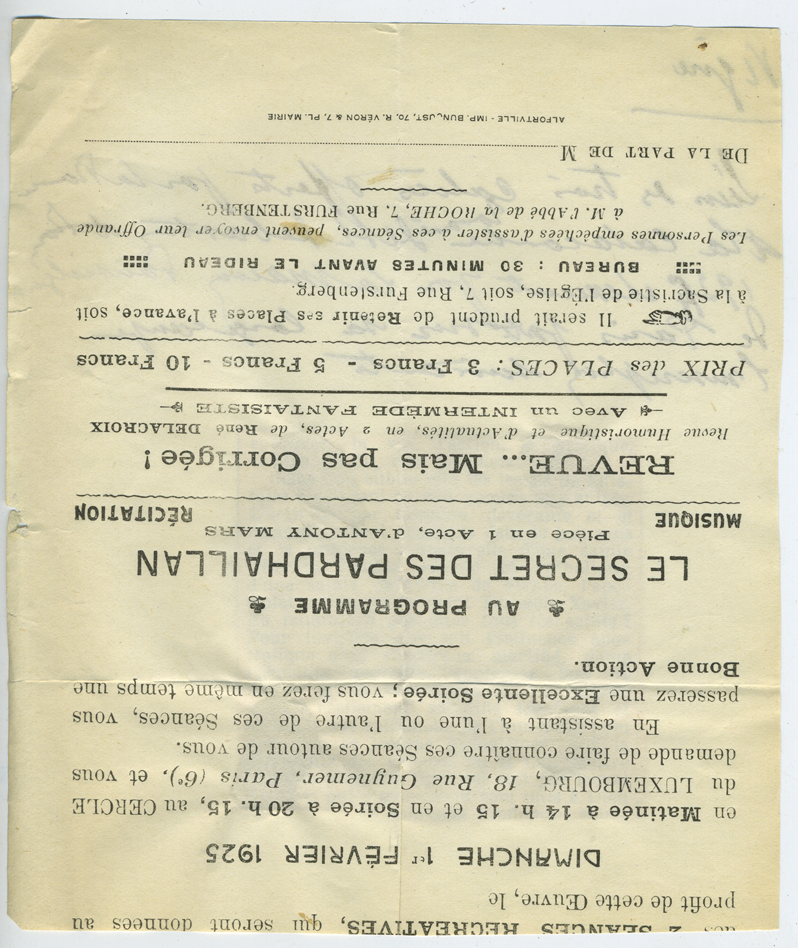 des 2 SÉANCES RÉCRÉATIVES, qui seront données au
profit de cette Œuvre, le
DIMANCHE 1er FÉVRIER 1925
en Matinée à 14 h. 15 et en Soirée à 20 h. 15, au CERCLE
du LUXEMBOURG, 18, Rue Guynemer, Paris (6e), et vous
demande de faire connaître ces Séances autour de vous.
En assistant à l'une ou l'autre de ces Séances, vous
passerez une Excellente Soirée; vous ferez en même temps une
Bonne Action.
AU PROGRAMME
LE SECRET DES PARDHAILLAN
Pièce en 1 Acte, d'ANTONY MARS
MUSIQUE RÉCITATION
REVUE... Mais pas Corrigée!
Revue Humoristique et d'Actualités, en 2 Actes, de René DELACROIX
Avec un INTERMÈDE FANTAISISTE
PRIX des PLACES : 3 Francs - 5 Francs - 10 Francs
Il serait prudent de Retenir ses Places à l'avance, soit
à la Sacristie de l'Église, soit 7, Rue Furstenberg.
BUREAU : 30 MINUTES AVANT LE RIDEAU
Les Personnes empêchées d'assister à ces Séances, peuvent envoyer leur Offrande
à M. l'Abbé de la ROCHE, 7, Rue FURSTENBERG.
DE LA PART DE M
ALFORTVILLE - IMP. BUNOUST, 70, R. VÉRON & 7, PL. MAIRIE